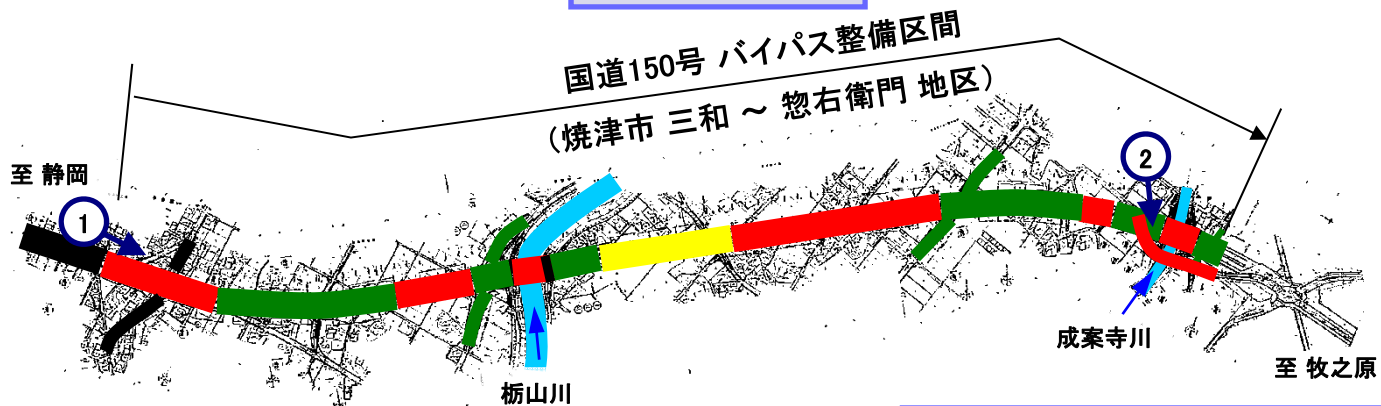 国道150号 バイパス整備区間
（焼津市 三和 ～ 惣右衛門 地区）
至 静岡
1
2
栃山川
成案寺川
至 牧之原